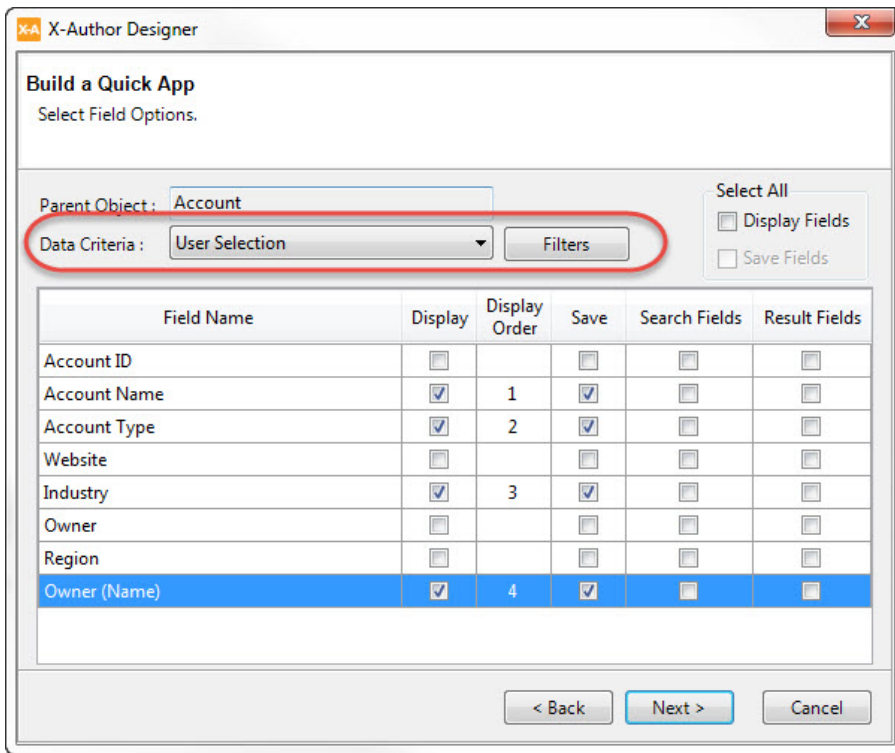 X-A X-Author Designer X
Build a Quick App
Select Field Options.
Parent Object : Account
Select All
Display Fields
Data Criteria : User Selection Filters
Save Fields
Field Name Display Display Order Save Search Fields Result Fields
Account ID
Account Name 1
Account Type 2
Website
Industry 3
Owner
Region
Owner (Name) 4
< Back Next > Cancel